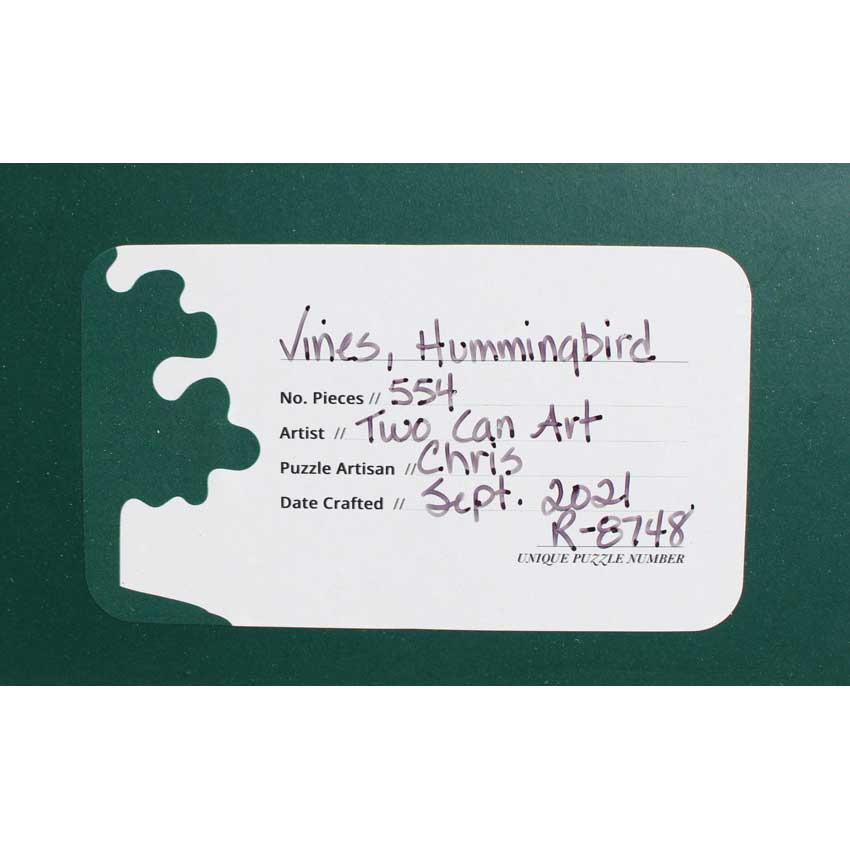 Vines, Hummingbird
No. Pieces // 554
Artist // Two Can Art
Puzzle Artisan // Chris
Date Crafted // Sept. 2021
R-8748
UNIQUE PUZZLE NUMBER